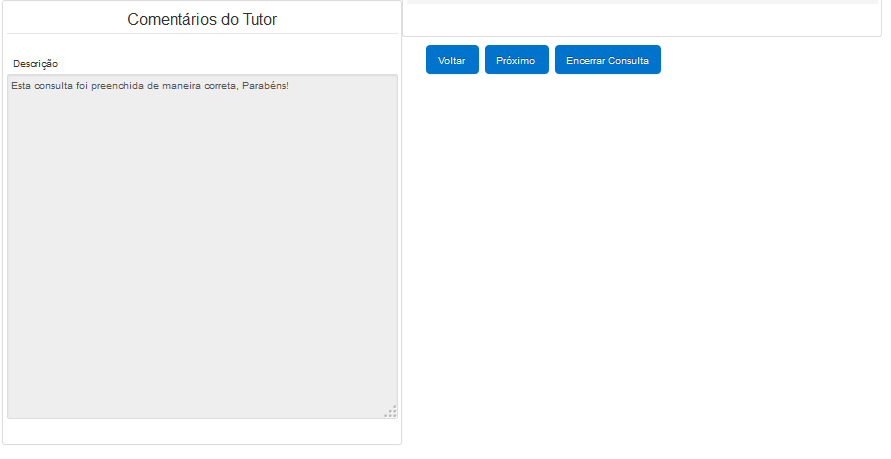 Comentários do Tutor
Descrição
Esta consulta foi preenchida de maneira correta, Parabéns!
Voltar
Próximo
Encerrar Consulta